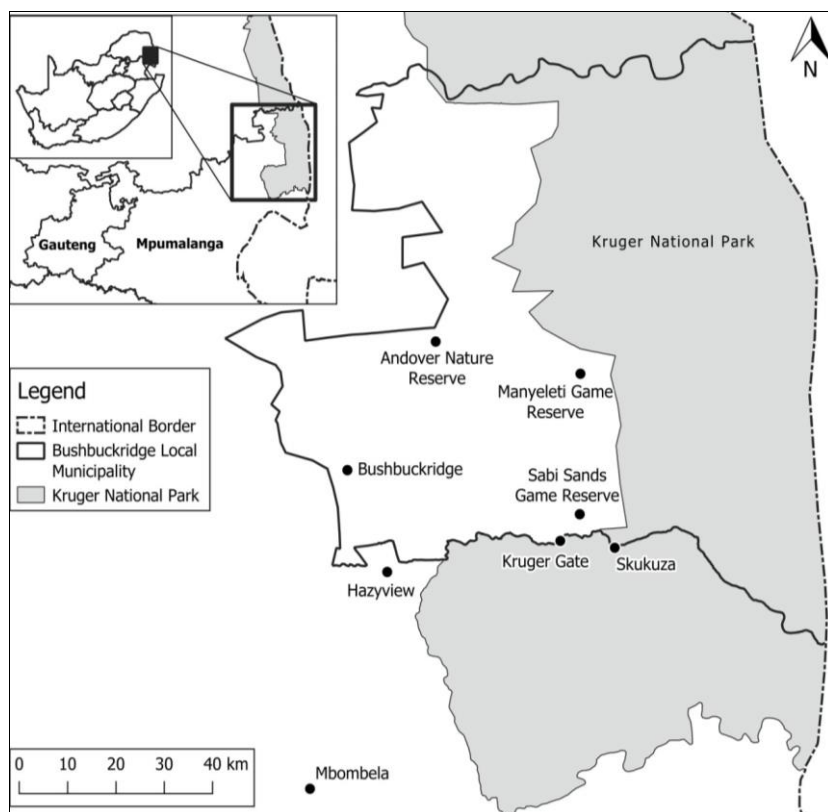 N
Gauteng
Mpumalanga
Kruger National Park
Andover Nature
Reserve
Manyeleti Game
Reserve
Legend
International Border
Bushbuckridge Local
Municipality
Kruger National Park
Bushbuckridge
Sabi Sands
Game Reserve
Kruger Gate
Skukuza
Hazyview
0 10 20 30 40 km
Mbombela